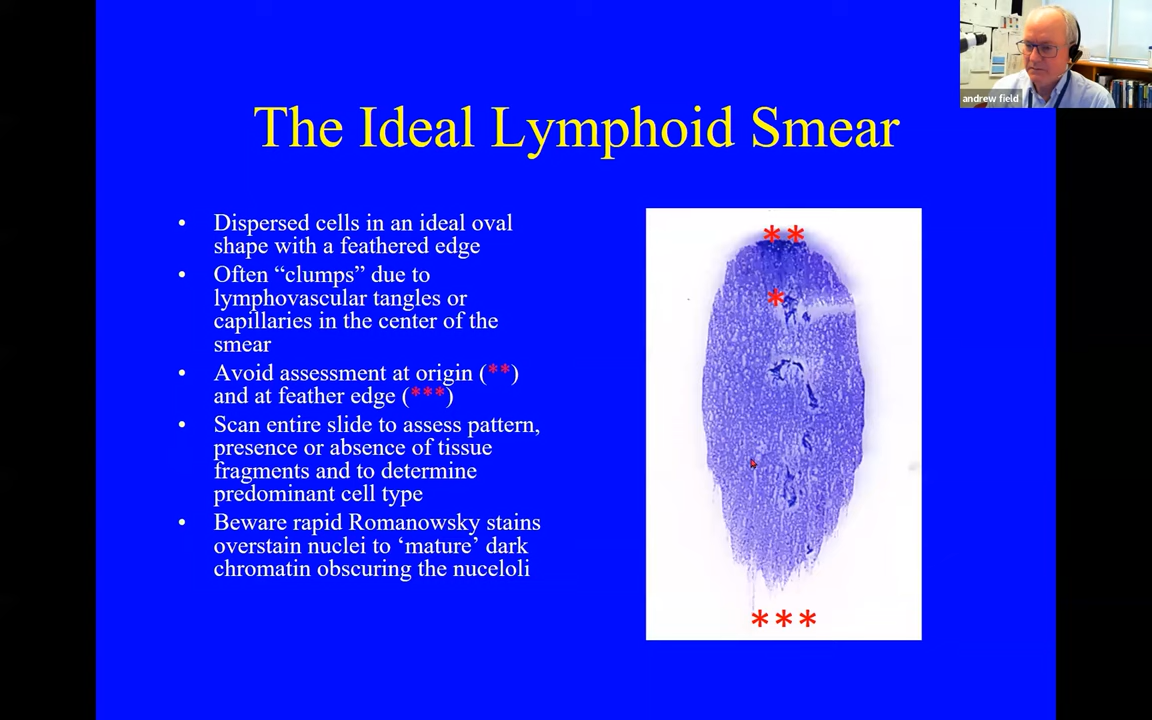 andrew field
The Ideal Lymphoid Smear
• Dispersed cells in an ideal oval
shape with a feathered edge
• Often “clumps” due to
lymphovascular tangles or
capillaries in the center of the
smear
• Avoid assessment at origin (**)
and at feather edge (***)
• Scan entire slide to assess pattern,
presence or absence of tissue
fragments and to determine
predominant cell type
• Beware rapid Romanowsky stains
overstain nuclei to ‘mature’ dark
chromatin obscuring the nuceloli
**
*
***